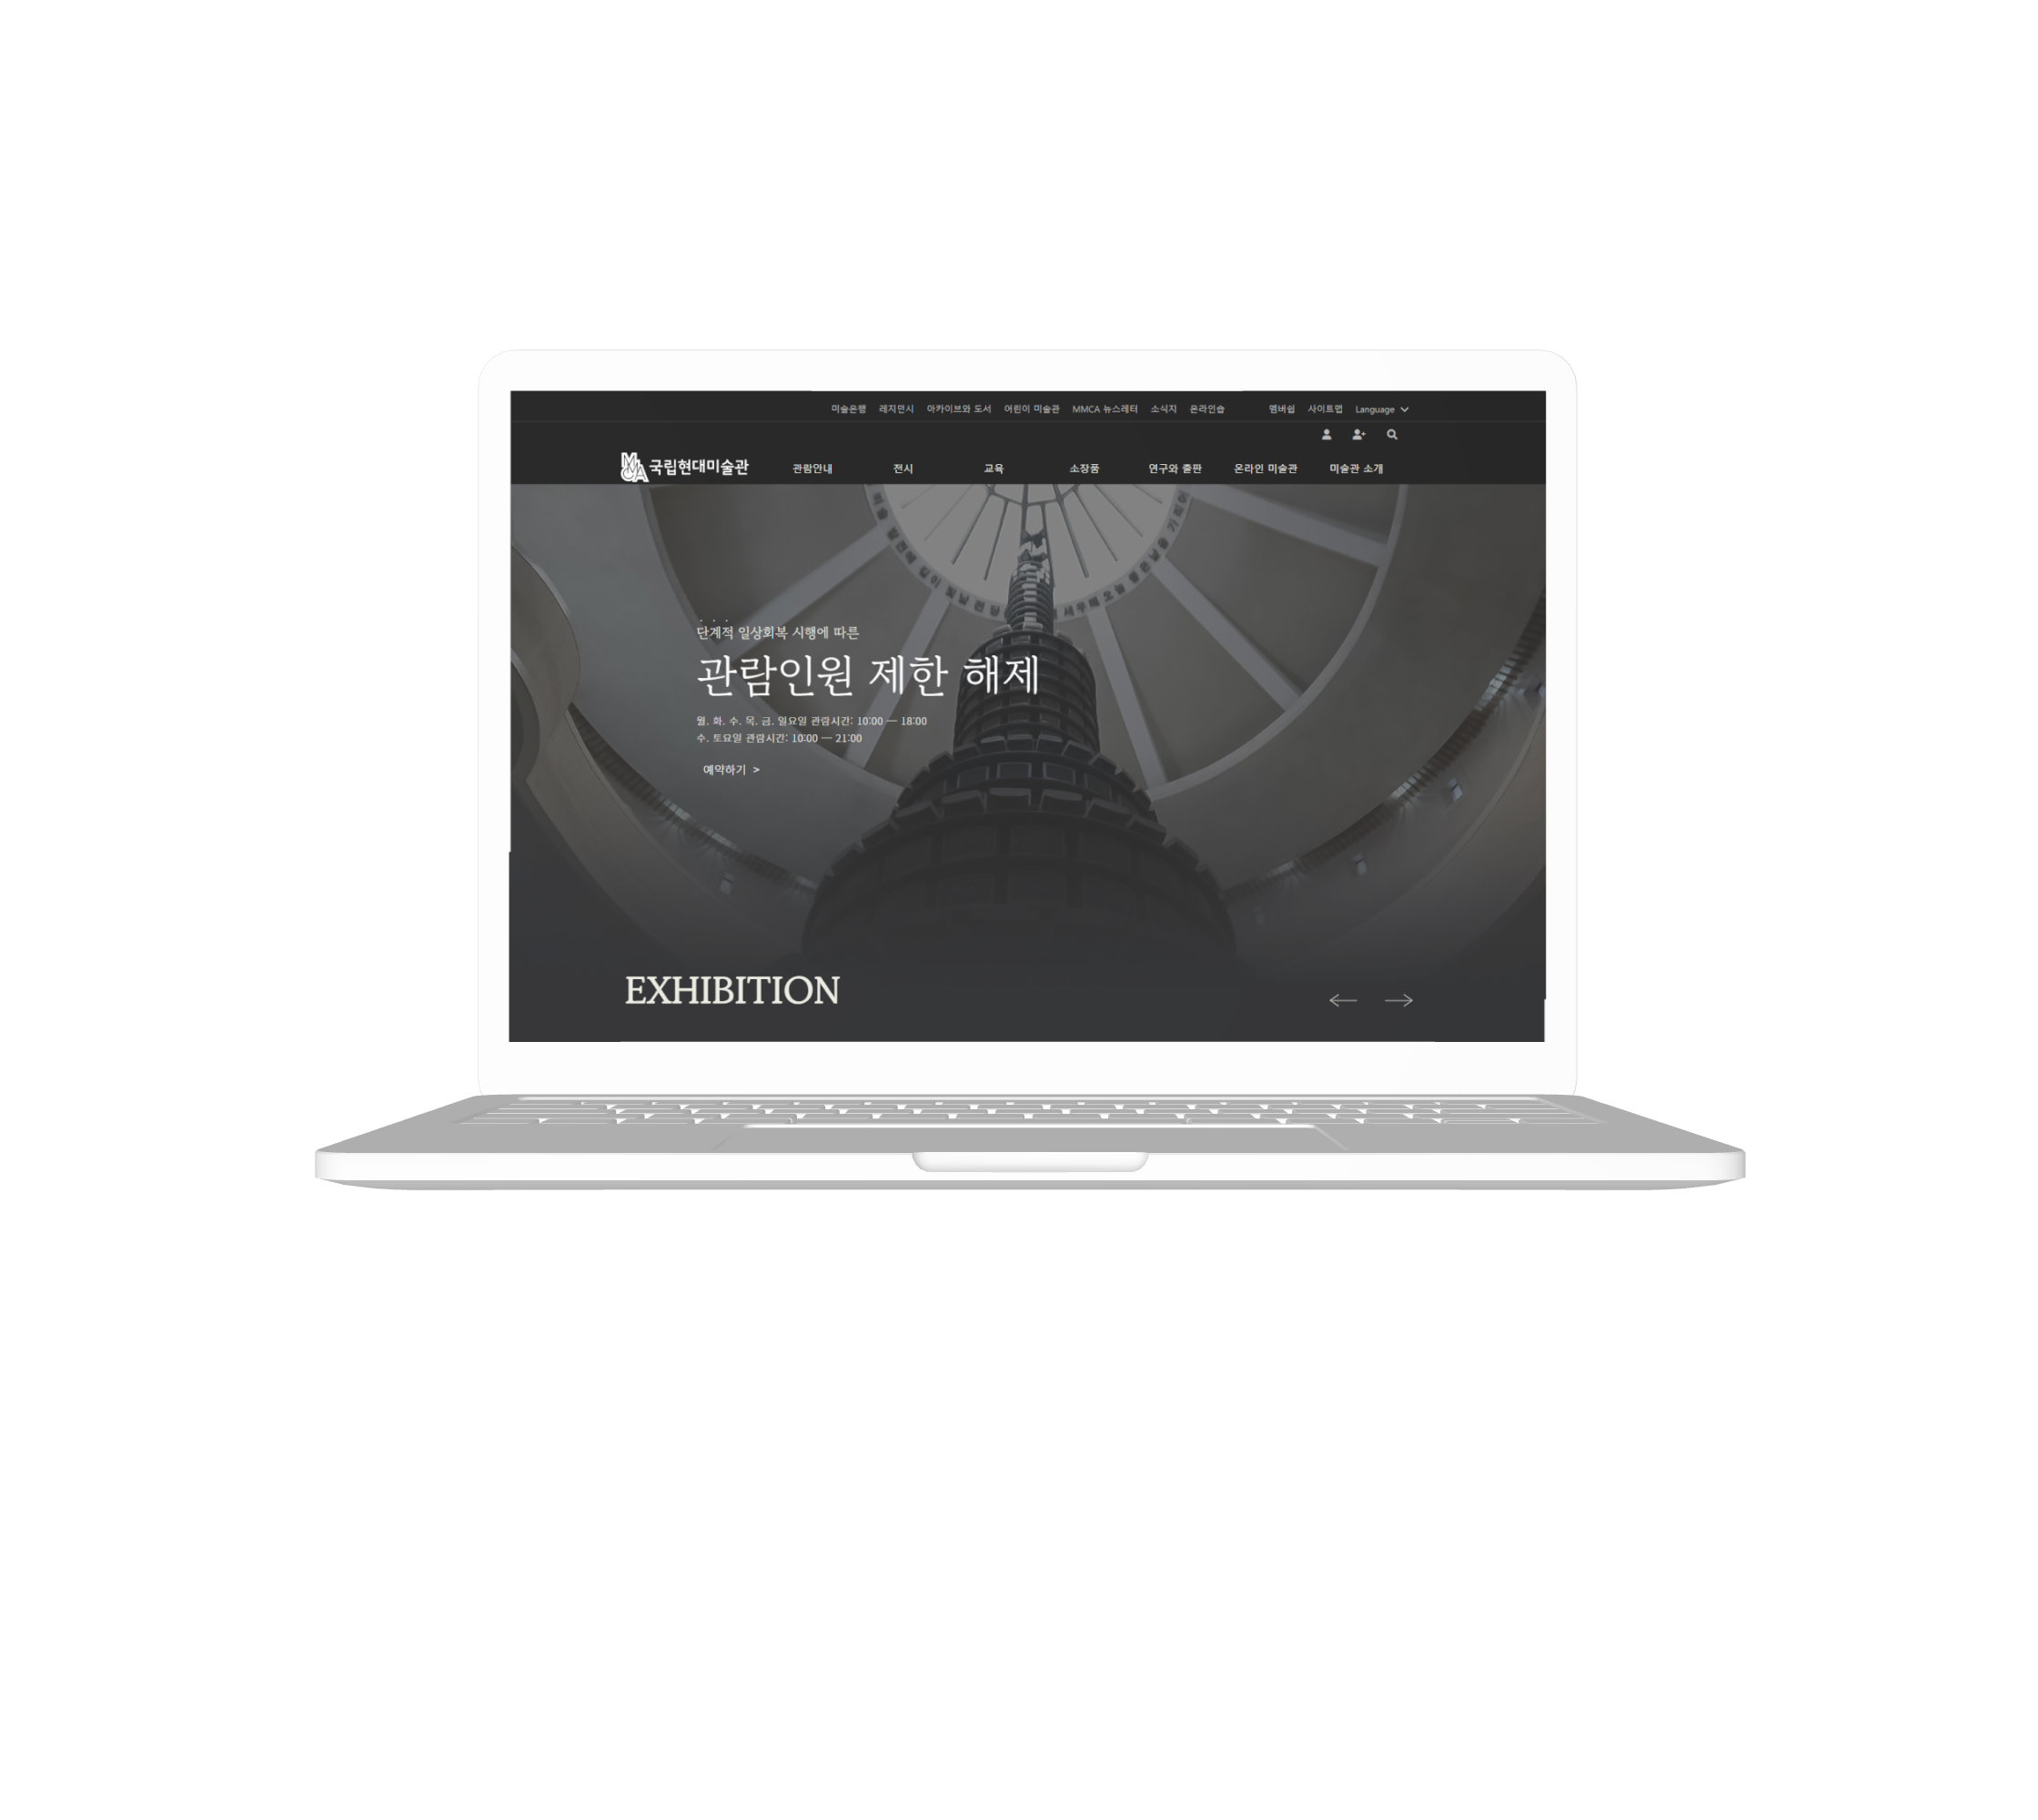 미술은행 레지던시 아카이브와 도서 어린이 미술관 MMCA 뉴스레터 소식지 온라인숍 멤버쉽 사이트맵 Language
MMCA 국립현대미술관 관람안내 전시 교육 소장품 연구와 출판 온라인 미술관 미술관 소개
단계적 일상회복 시행에 따른
관람인원 제한 해제
월. 화. 수. 목. 금. 일요일 관람시간: 10:00 — 18:00
수. 토요일 관람시간: 10:00 — 21:00
예약하기 >
EXHIBITION